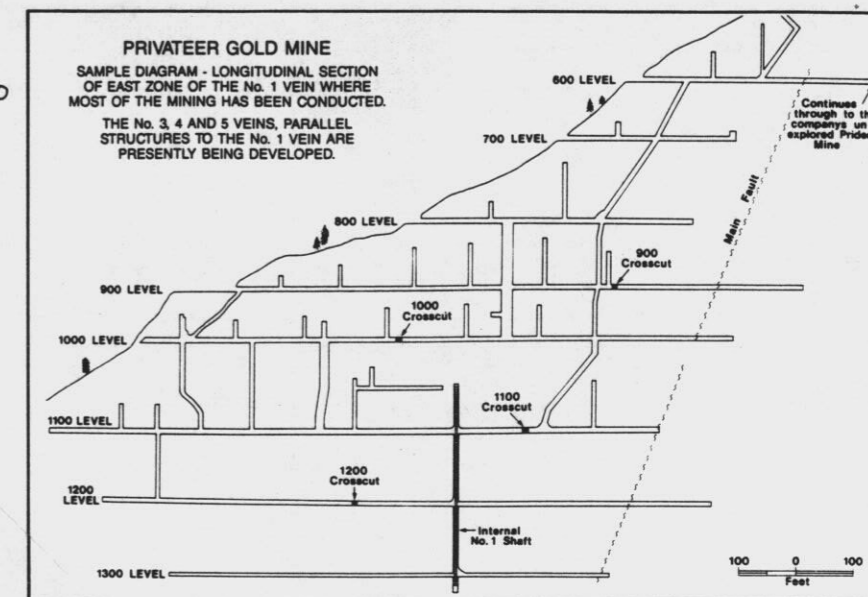 PRIVATEER GOLD MINE
SAMPLE DIAGRAM - LONGITUDINAL SECTION
OF EAST ZONE OF THE No. 1 VEIN WHERE
MOST OF THE MINING HAS BEEN CONDUCTED.
THE No. 3, 4 AND 5 VEINS, PARALLEL
STRUCTURES TO THE No. 1 VEIN ARE
PRESENTLY BEING DEVELOPED.
600 LEVEL
Continues
through to th
companys un
explored Pride
Mine
700 LEVEL
Main Fault
800 LEVEL
900
Crosscut
900 LEVEL
1000
Crosscut
1000 LEVEL
1100
Crosscut
1100 LEVEL
1200
Crosscut
1200
LEVEL
Internal
No. 1 Shaft
1300 LEVEL
100 0 100
Feet